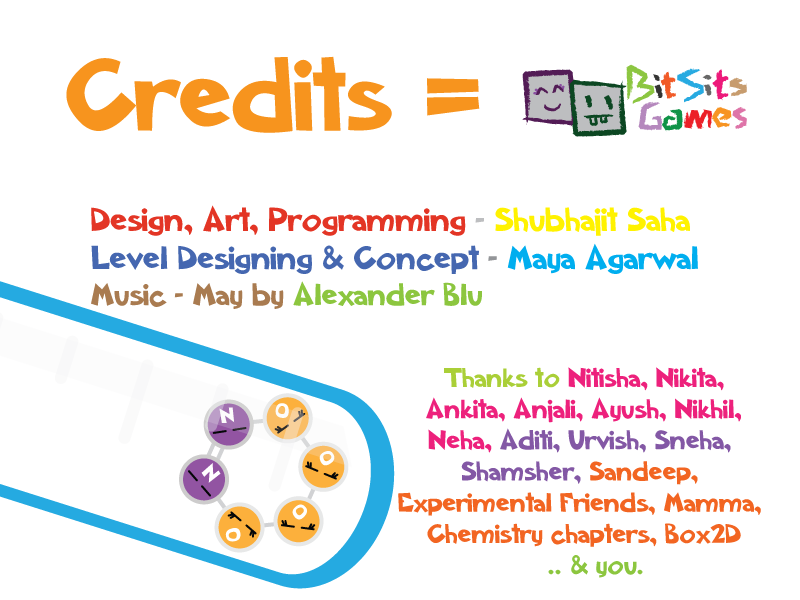 Credits =
BitSits
Games
Design, Art, Programming - Shubhajit Saha
Level Designing & Concept - Maya Agarwal
Music - May by Alexander Blu
Thanks to Nitisha, Nikita,
Ankita, Anjali, Ayush, Nikhil,
Neha, Aditi, Urvish, Sneha,
Shamsher, Sandeep,
Experimental Friends, Mamma,
Chemistry chapters, Box2D
.. & you.
N
O
N
O
O
O